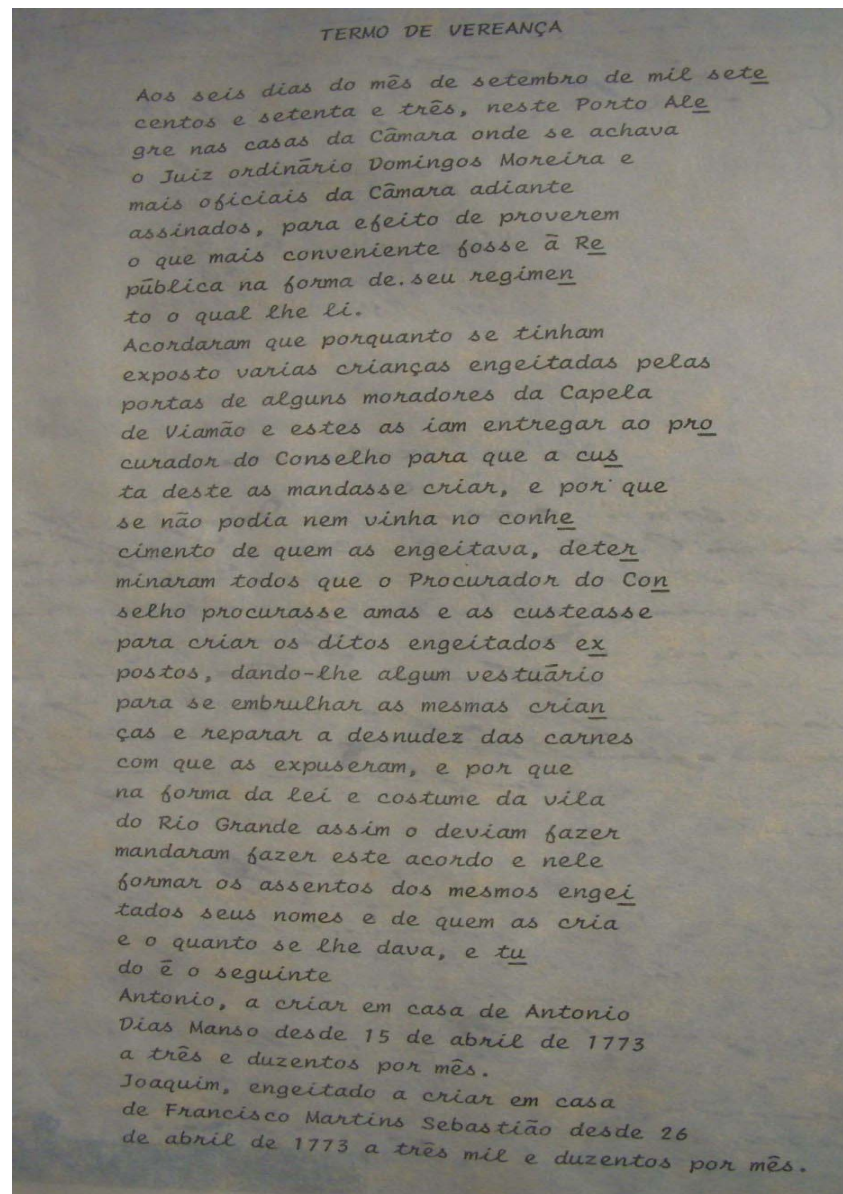 TERMO DE VEREANÇA
Aos seis dias do mês de setembro de mil sete
centos e setenta e três, neste Porto Ale
gre nas casas da Câmara onde se achava
o Juiz ordinário Domingos Moreira e
mais oficiais da Câmara adiante
assinados, para efeito de proverem
o que mais conveniente fosse à Re
pública na forma de.seu regimen
to o qual lhe li.
Acordaram que porquanto se tinham
exposto varias crianças engeitadas pelas
portas de alguns moradores da Capela
de Viamão e estes as iam entregar ao pro
curador do Conselho para que a cus
ta deste as mandasse criar, e por que
se não podia nem vinha no conhe
cimento de quem as engeitava, deter
minaram todos que o Procurador do Con
selho procurasse amas e as custeasse
para criar os ditos engeitados ex
postos, dando-lhe algum vestuário
para se embrulhar as mesmas crian
ças e reparar a desnudez das carnes
com que as expuseram, e por que
na forma da lei e costume da vila
do Rio Grande assim o deviam fazer
mandaram fazer este acordo e nele
formar os assentos dos mesmos engei
tados seus nomes e de quem as cria
e o quanto se lhe dava, e tu
do é o seguinte
Antonio, a criar em casa de Antonio
Dias Manso desde 15 de abril de 1773
a três e duzentos por mês.
Joaquim, engeitado a criar em casa
de Francisco Martins Sebastião desde 26
de abril de 1773 a três mil e duzentos por mês.